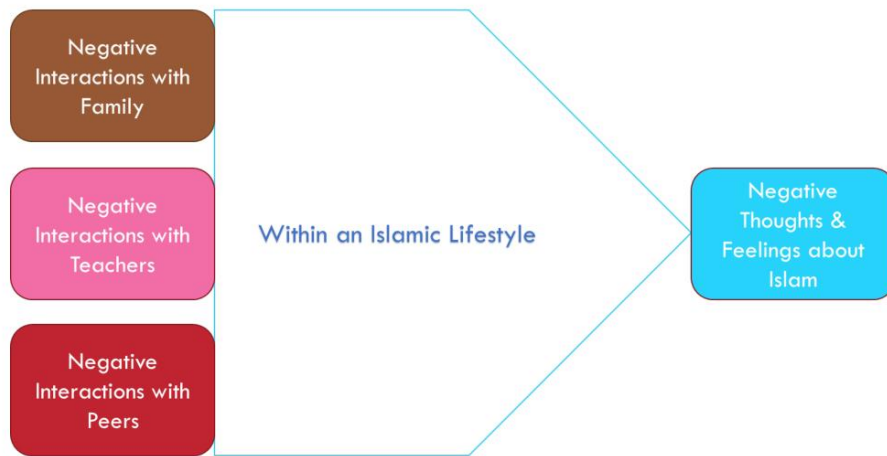 Negative
Interactions with
Family
Negative
Interactions with
Teachers
Negative
Interactions with
Peers
Within an Islamic Lifestyle
Negative
Thoughts &
Feelings about
Islam